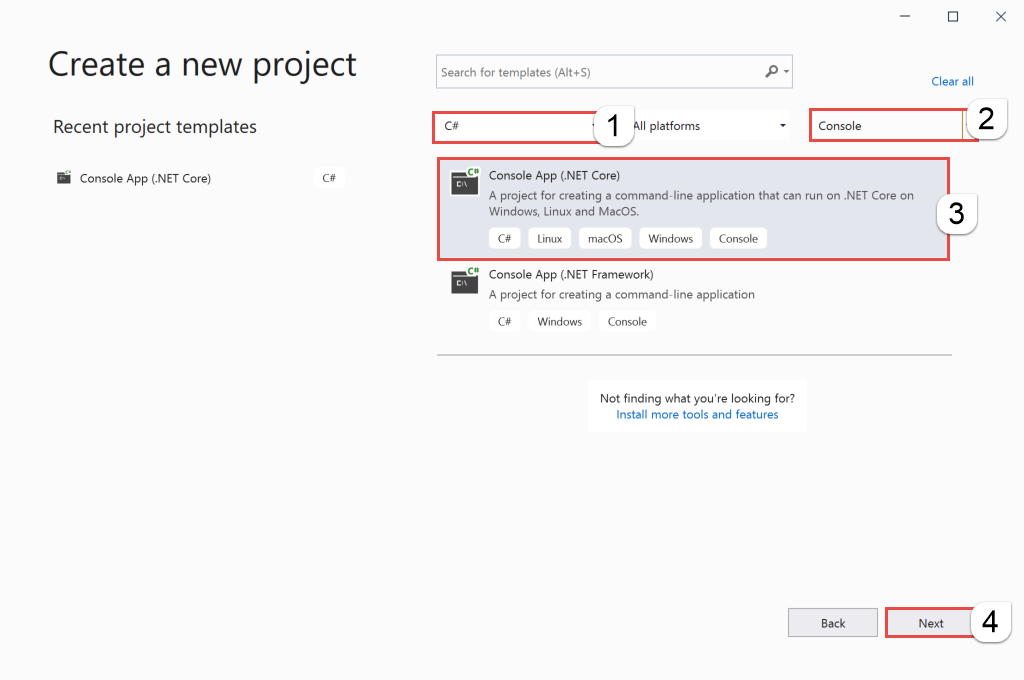 Create a new project
Search for templates (Alt+S)
Clear all
Recent project templates
C#
1
All platforms
Console
2
Console App (.NET Core)
C#
C#
C:\
Console App (.NET Core)
A project for creating a command-line application that can run on .NET Core on
Windows, Linux and MacOS.
C# Linux macOS Windows Console
3
C#
C:\
Console App (.NET Framework)
A project for creating a command-line application
C# Windows Console
Not finding what you're looking for?
Install more tools and features
Back
Next
4